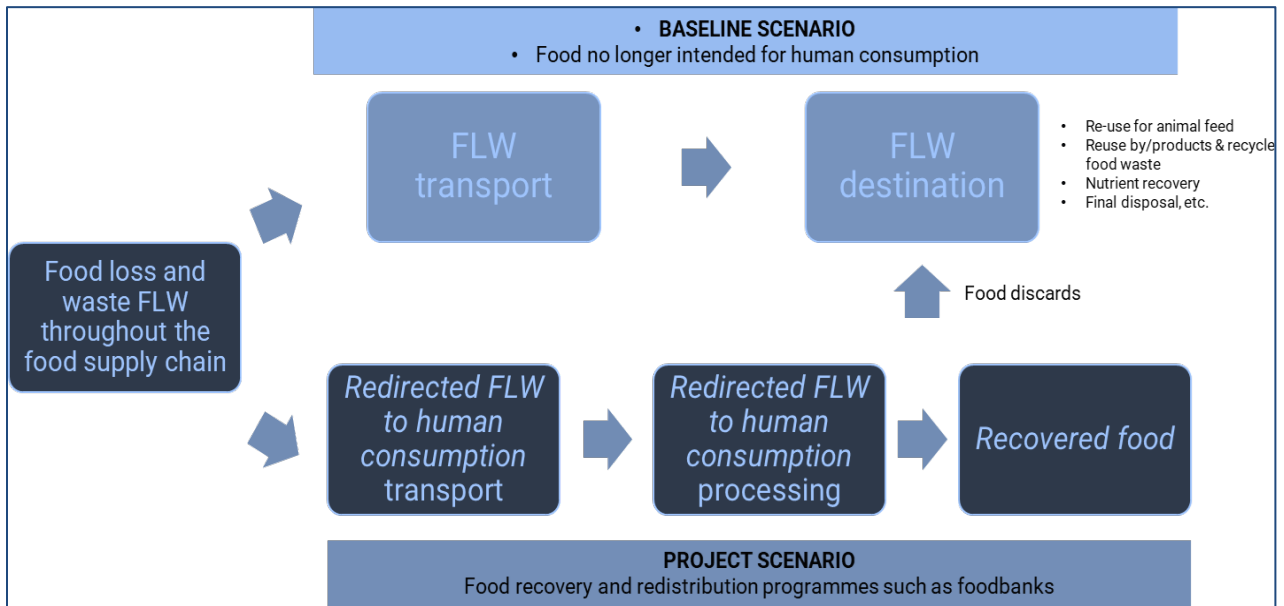 • BASELINE SCENARIO
• Food no longer intended for human consumption
FLW
transport
FLW
destination
• Re-use for animal feed
• Reuse by/products & recycle
food waste
• Nutrient recovery
• Final disposal, etc.
Food loss and
waste FLW
throughout the
food supply chain
Food discards
Redirected FLW
to human
consumption
transport
Redirected FLW
to human
consumption
processing
Recovered food
PROJECT SCENARIO
Food recovery and redistribution programmes such as foodbanks